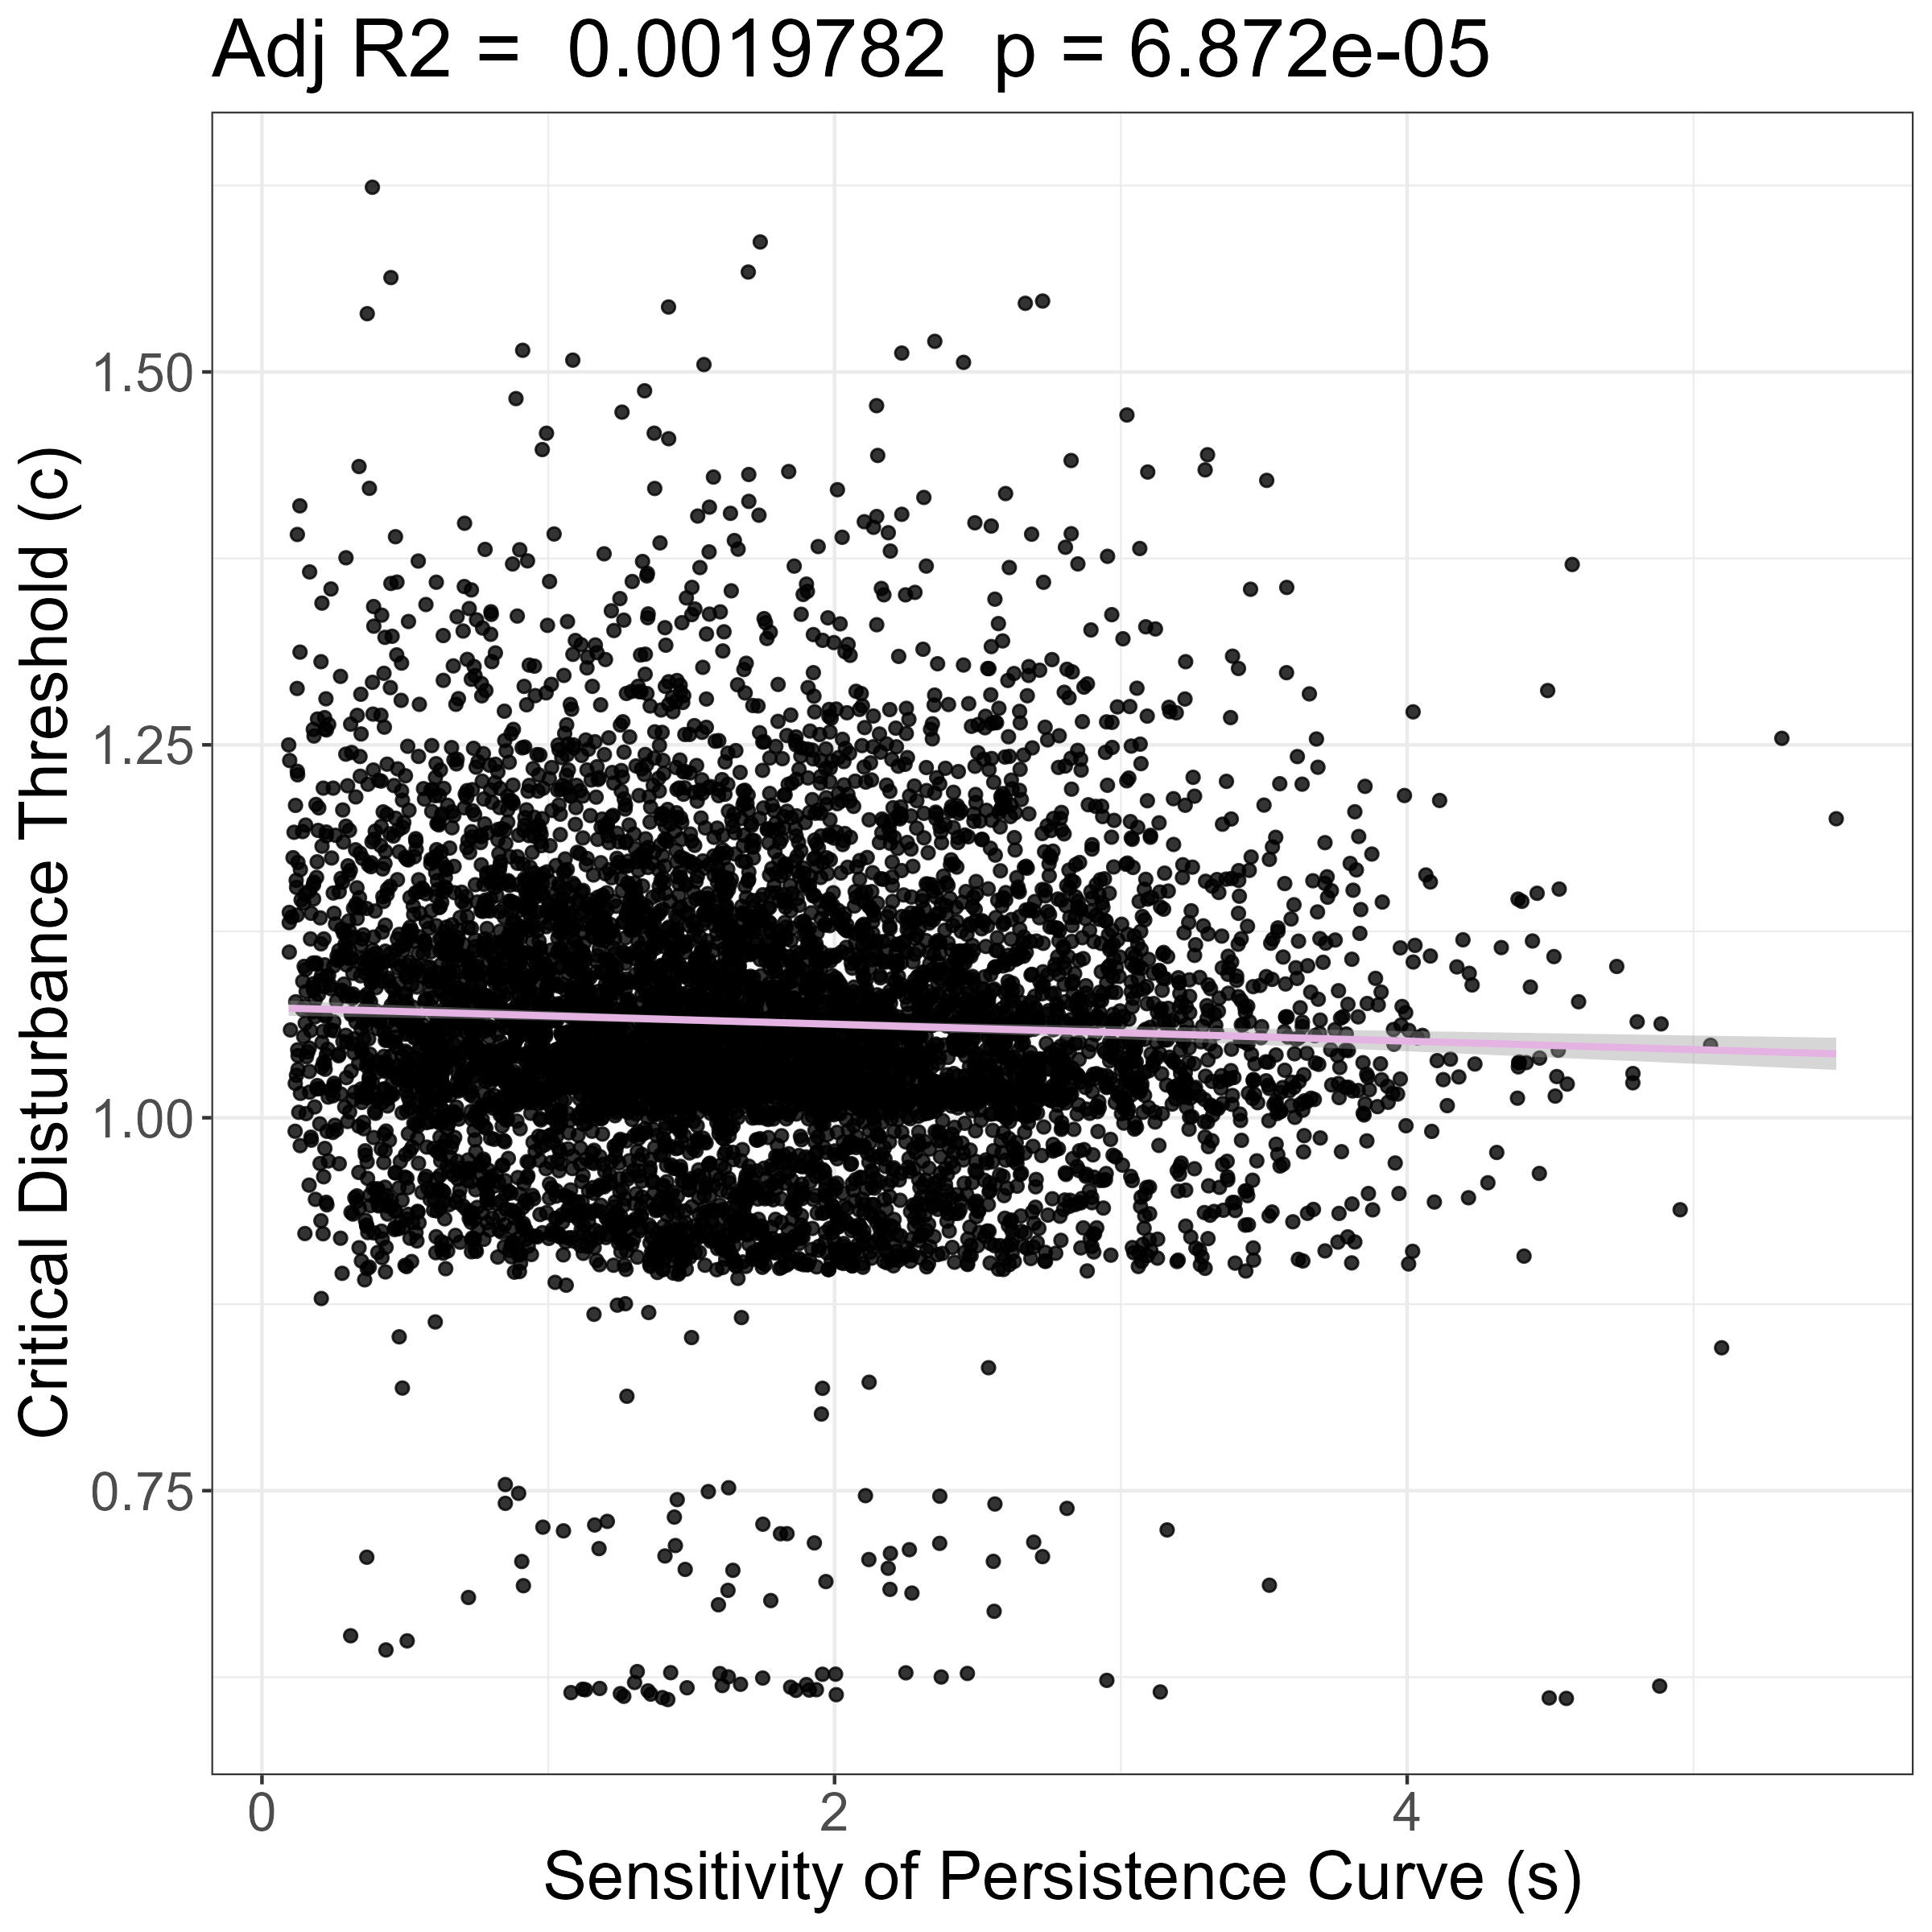 Adj R2 =  0.0019782  p = 6.872e-05
Critical Disturbance Threshold (c)
1.50
1.25
1.00
0.75
0
2
4
Sensitivity of Persistence Curve (s)